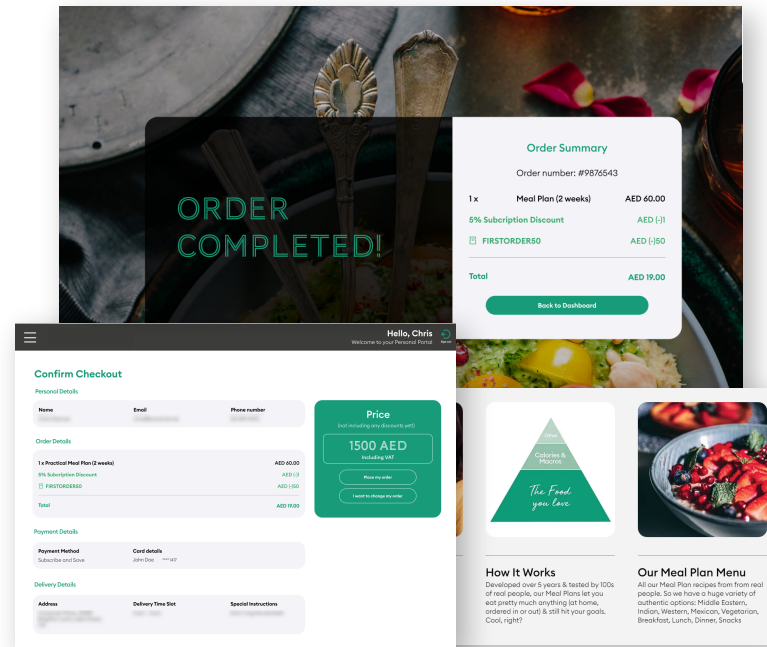 ORDER
COMPLETED!
Order Summary
Order number: #9876543
1 x Meal Plan (2 weeks) AED 60.00
5% Subcription Discount AED (-)1
FIRSTORDER50 AED (-)50
Total AED 19.00
Back to Dashboard
Hello, Chris
Welcome to your Personal Portal
Sign out
Confirm Checkout
Personal Details
Name Email Phone number
Order Details
1 x Practical Meal Plan (2 weeks) AED 60.00
5% Subcription Discount AED (-)1
FIRSTORDER50 AED (-)50
Total AED 19.00
Payment Details
Payment Method Card details
Subscribe and Save John Doe
Delivery Details
Address Delivery Time Slot Special Instructions
Price
(not including any discounts yet!)
1500 AED
Including VAT
Place my order
I want to change my order
Other
Calories &
Macros
The Food
you love
How It Works
Developed over 5 years & tested by 100s
of real people, our Meal Plans let you
eat pretty much anything (at home,
ordered in or out) & still hit your goals.
Cool, right?
Our Meal Plan Menu
All our Meal Plan recipes from from real
people. So we have a huge variety of
authentic options: Middle Eastern,
Indian, Western, Mexican, Vegetarian,
Breakfast, Lunch, Dinner, Snacks